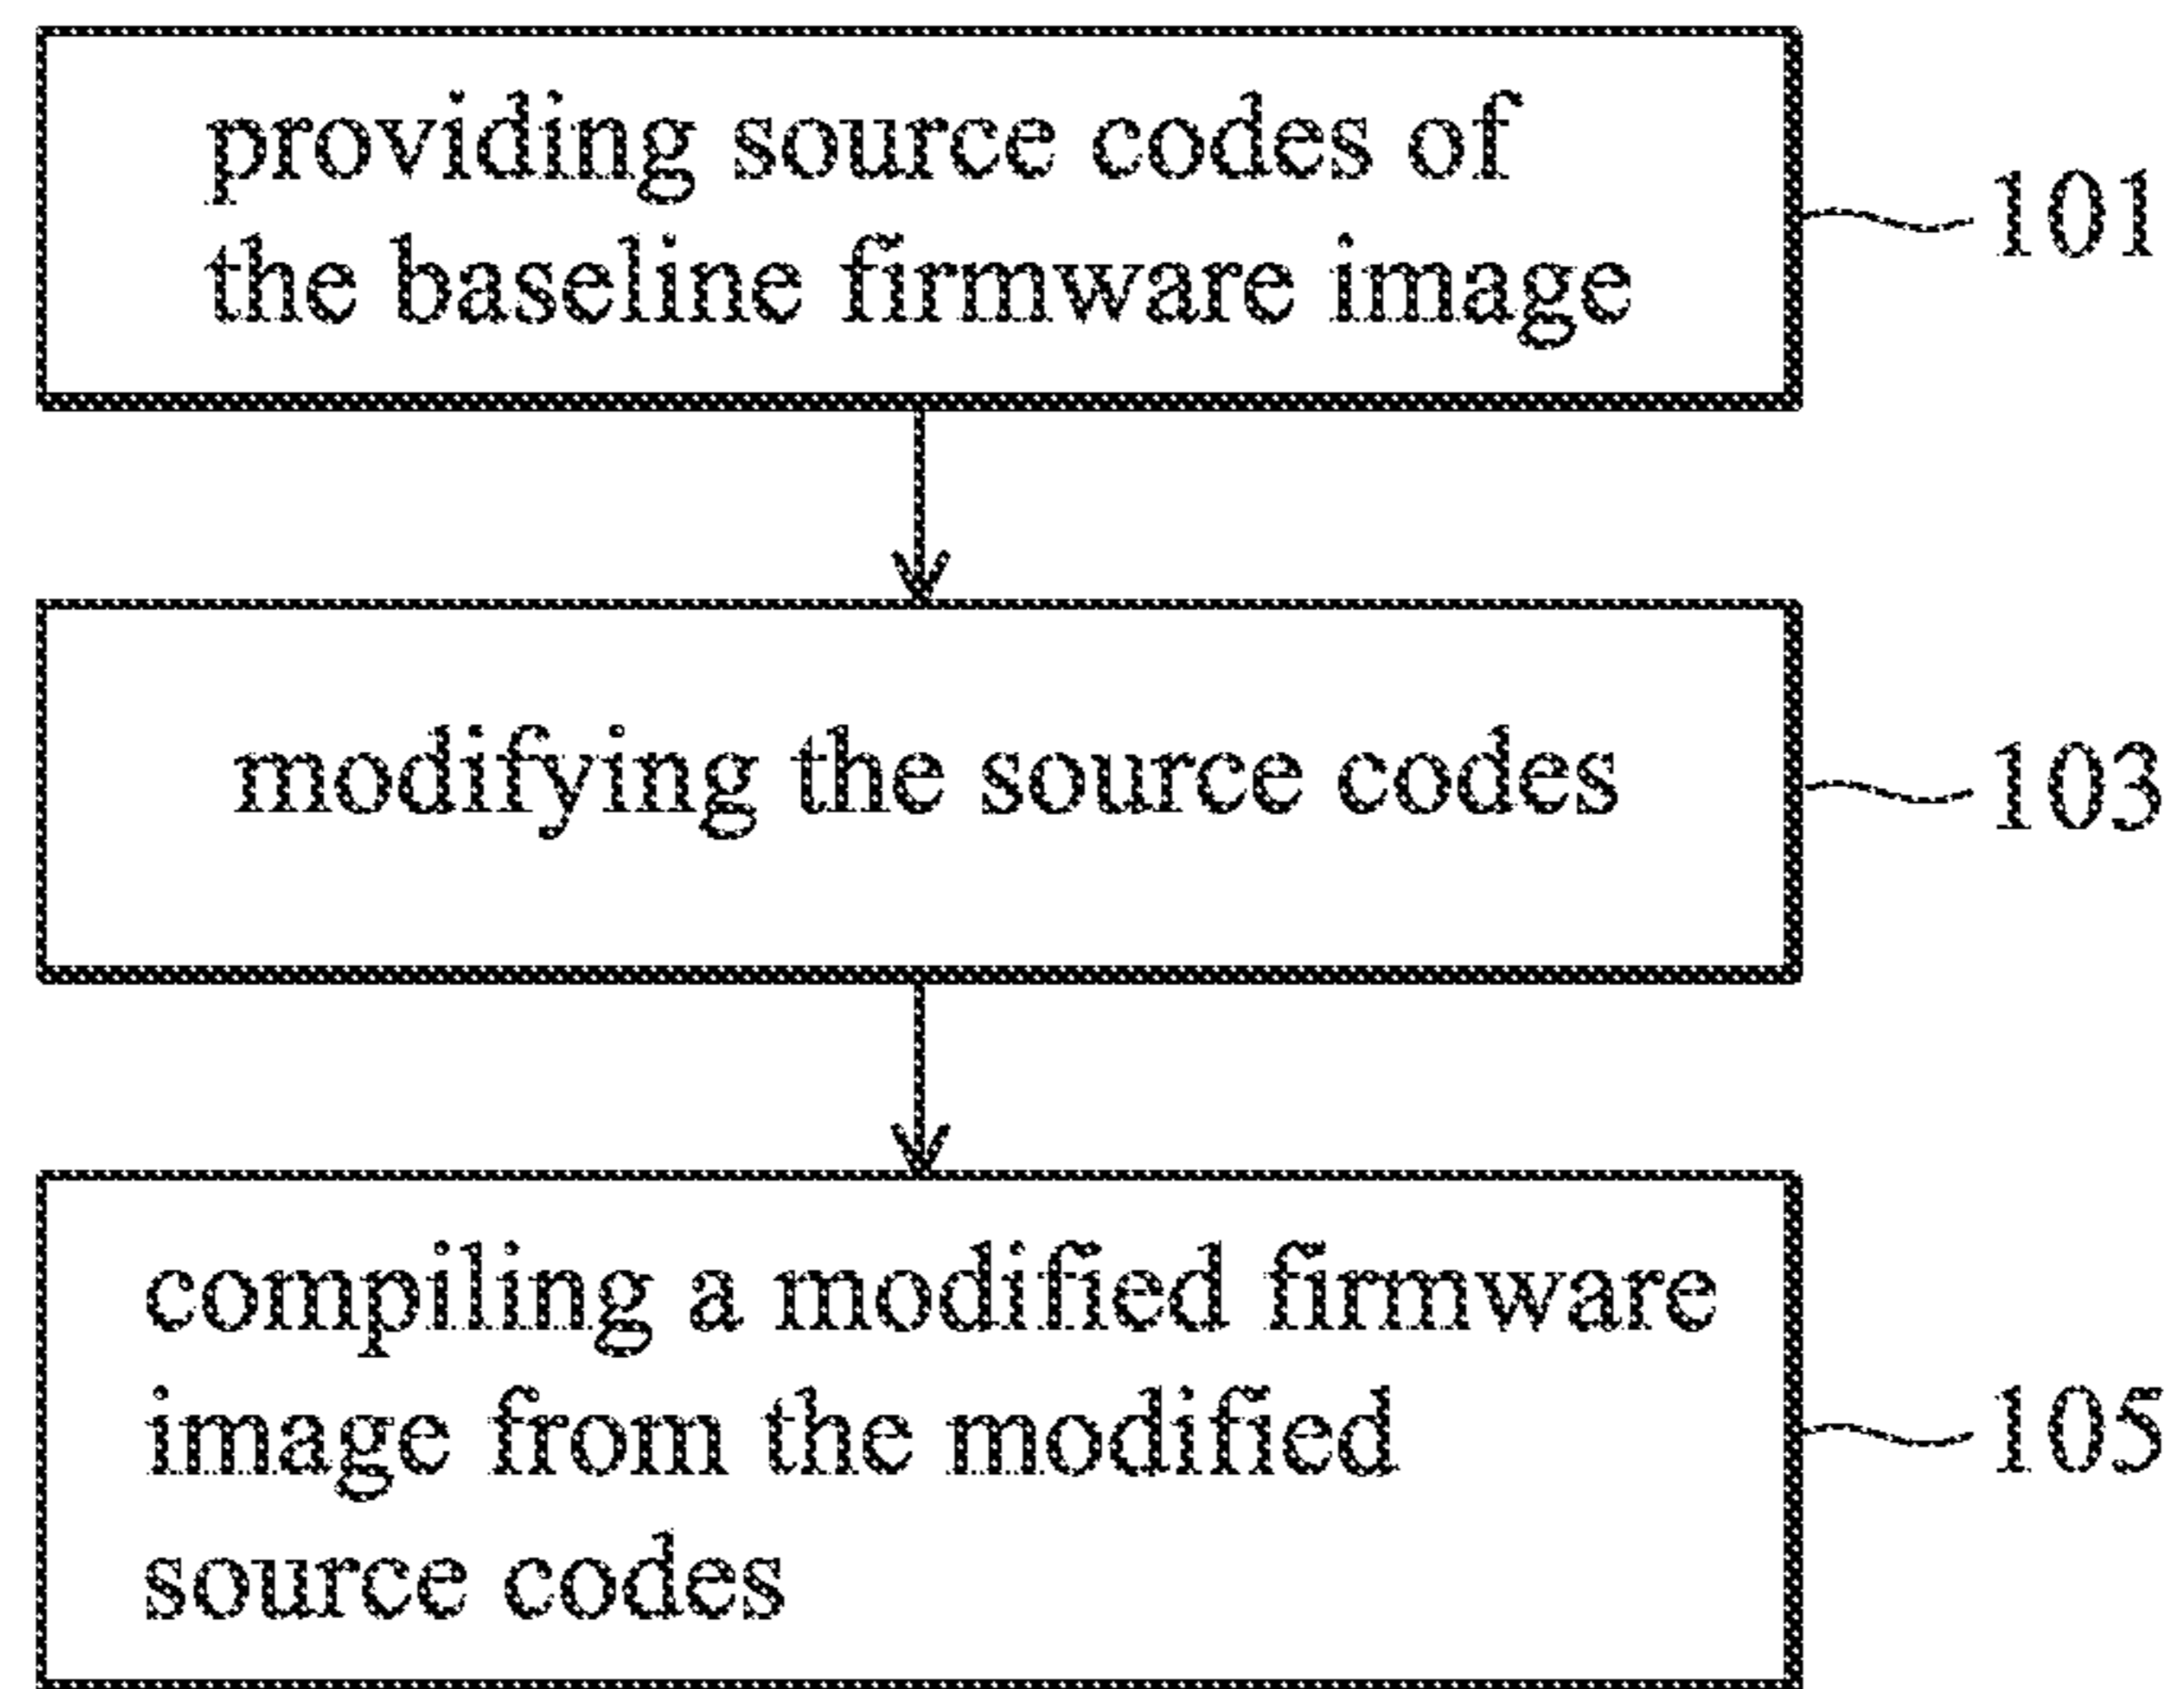 providing source codes of
the baseline firmware image
101
modifying the source codes
103
compiling a modified firmware
image from the modified
source codes
105